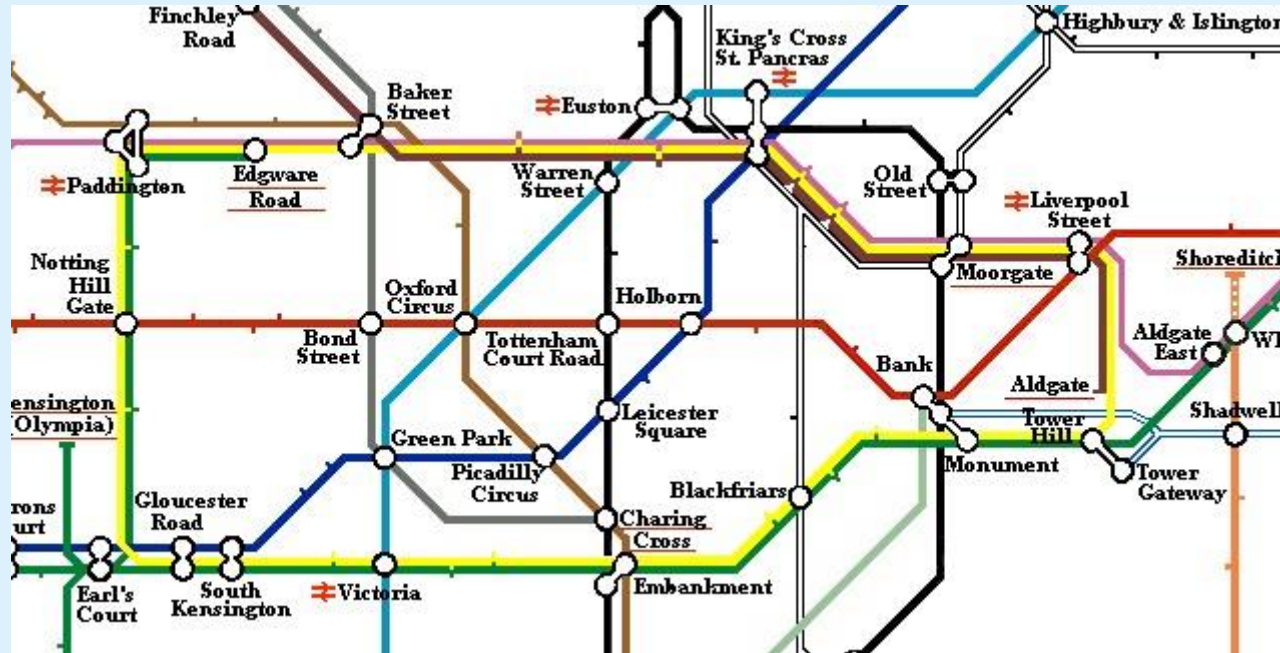 Finchley
Road
King's Cross
St. Pancras
Highbury & Islington
Baker
Street
Euston
Edgware
Road
Paddington
Warren
Street
Old
Street
Liverpool
Street
Moorgate
Shoreditch
Notting
Hill
Gate
Oxford
Circus
Holborn
Bond
Street
Tottenham
Court Road
Bank
Aldgate
East
Wh
Aldgate
ensington
(Olympia)
Leicester
Square
Tower
Hill
Shadwell
Green Park
Picadilly
Circus
Monument
Tower
Gateway
rons
urt
Gloucester
Road
Blackfriars
Charing
Cross
Earl's
Court
South
Kensington
Victoria
Embankment